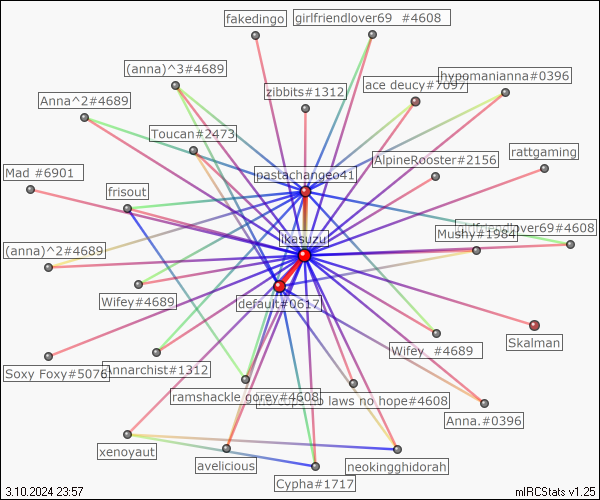 fakedingo
girlfriendlover69 #4608
(anna)^3#4689
ace deucy#7097
hypomanianna#0396
zibbits#1312
Anna^2#4689
Toucan#2473
AlpineRooster#2156
rattgaming
Mad #6901
pastachangeo41
frisout
girlfriendlover69#4608
Mushy#1984
ikasuzu
(anna)^2#4689
Wifey#4689
default#0617
Skalman
Wifey_#4689
Soxy Foxy#5076
Annarchist#1312
ramshackle gorey#4608
no laws no hope#4608
Anna.#0396
xenoyaut
avelicious
neokingghidorah
Cypha#1717
3.10.2024 23:57
mIRCStats v1.25